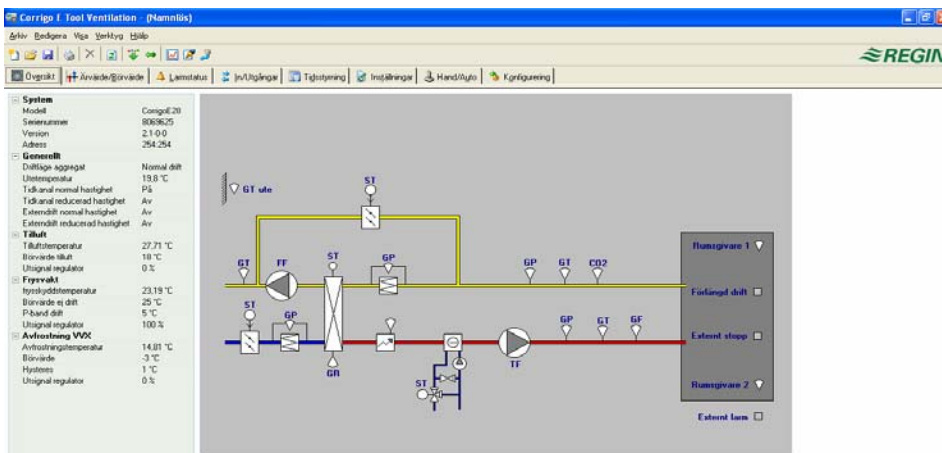 Corrigo E Tool Ventilation - (Namnlös)
Arkiv Redigera Visa Verktyg Hjälp
REGIN
Översikt Ärvärde/Börvärde Larmstatus In/Utgångar Tidsstyrning Inställningar Hand/Auto Konfigurering
System
Modell CorrigoE28
Serienummer 8069625
Version 2.1-0-0
Adress 254:254
Generellt
Driftläge aggregat Normal drift
Utetemperatur 19,8 °C
Tidkanal normal hastighet På
Tidkanal reducerad hastighet Av
Externdrift normal hastighet Av
Externdrift reducerad hastighet Av
Tilluft
Tilluftstemperatur 27,71 °C
Börvärde tilluft 18 °C
Utsignal regulator 0 %
Frysvakt
frysskyddstemperatur 23,19 °C
Börvärde ej drift 25 °C
P-band drift 5 °C
Utsignal regulator 100 %
Avfrostning VVX
Avfrostningstemperatur 14,81 °C
Börvärde -3 °C
Hysteres 1 °C
Utsignal regulator 0 %
GT ute
ST
GT FF ST GP GP GT CO2
Rumsgivare 1
Förlängd drift
ST GP GP GT GF
Externt stopp
TF
GR
ST
Rumsgivare 2
Externt larm